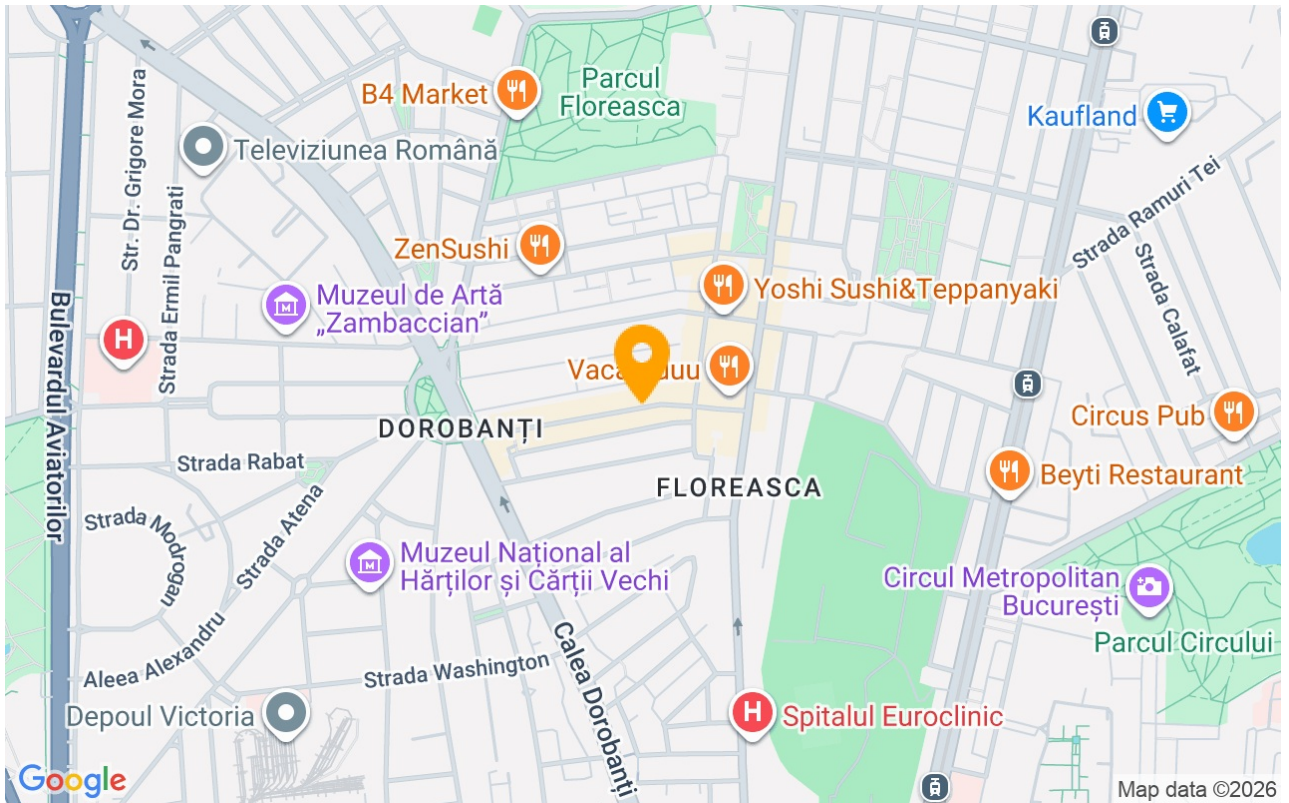 B4 Market
Parcul
Floreasca
Kaufland
Televiziunea Română
Str. Dr. Grigore Mora
Strada Ermil Pangrati
Strada Ramuri Tei
Strada Calafat
ZenSushi
Muzeul de Artă
„Zambaccian”
Yoshi Sushi&Teppanyaki
H
Bulevardul Aviatorilor
DOROBANȚI
Circus Pub
Strada Rabat
Beyti Restaurant
FLOREASCA
Strada Modrogan
Strada Atena
Muzeul Național al
Hărților și Cărții Vechi
Circul Metropolitan
București
Parcul Circului
Aleea Alexandru
Strada Washington
Calea Dorobanți
Depoul Victoria
H
Spitalul Euroclinic
Google
Map data ©2026